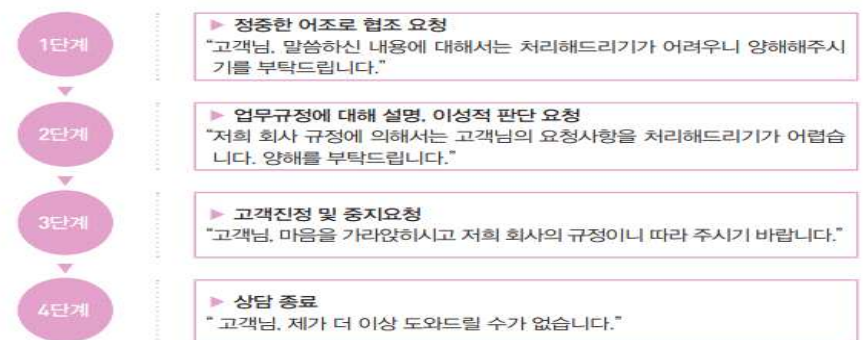 1단계
▶ 정중한 어조로 협조 요청
“고객님, 말씀하신 내용에 대해서는 처리해드리기가 어려우니 양해해주시
기를 부탁드립니다.”
2단계
▶ 업무규정에 대해 설명, 이성적 판단 요청
“저희 회사 규정에 의해서는 고객님의 요청사항을 처리해드리기가 어렵습
니다. 양해를 부탁드립니다.”
3단계
▶ 고객진정 및 중지요청
“고객님, 마음을 가라앉히시고 저희 회사의 규정이니 따라 주시기 바랍니다.”
4단계
▶ 상담 종료
“ 고객님, 제가 더 이상 도와드릴 수가 없습니다.”